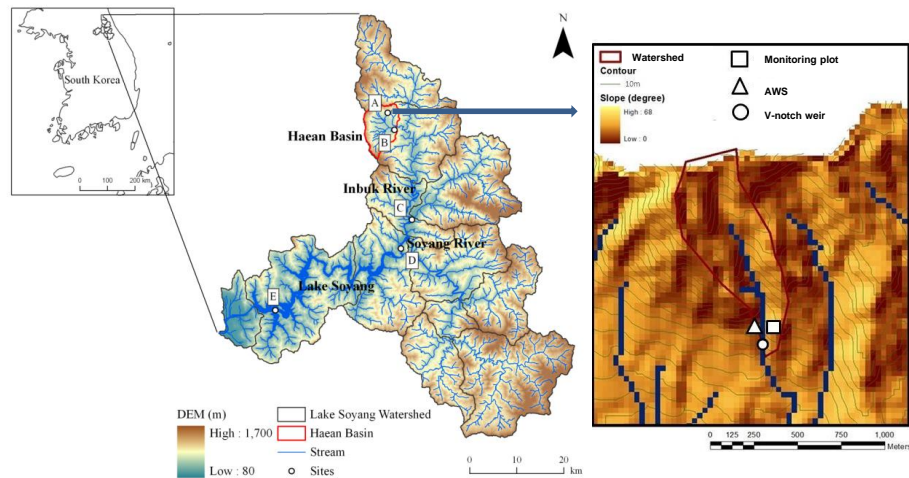 South Korea
0 100 200
km
N
A
Haean Basin
B
Inbuk River
C
Soyang River
D
Lake Soyang
E
DEM (m)
High : 1,700
Low : 80
Lake Soyang Watershed
Haean Basin
Stream
Sites
0 10 20
km
Watershed
Contour
10m
Slope (degree)
High : 68
Low : 0
Monitoring plot
AWS
V-notch weir
0 125 250 500 750 1,000
Meters